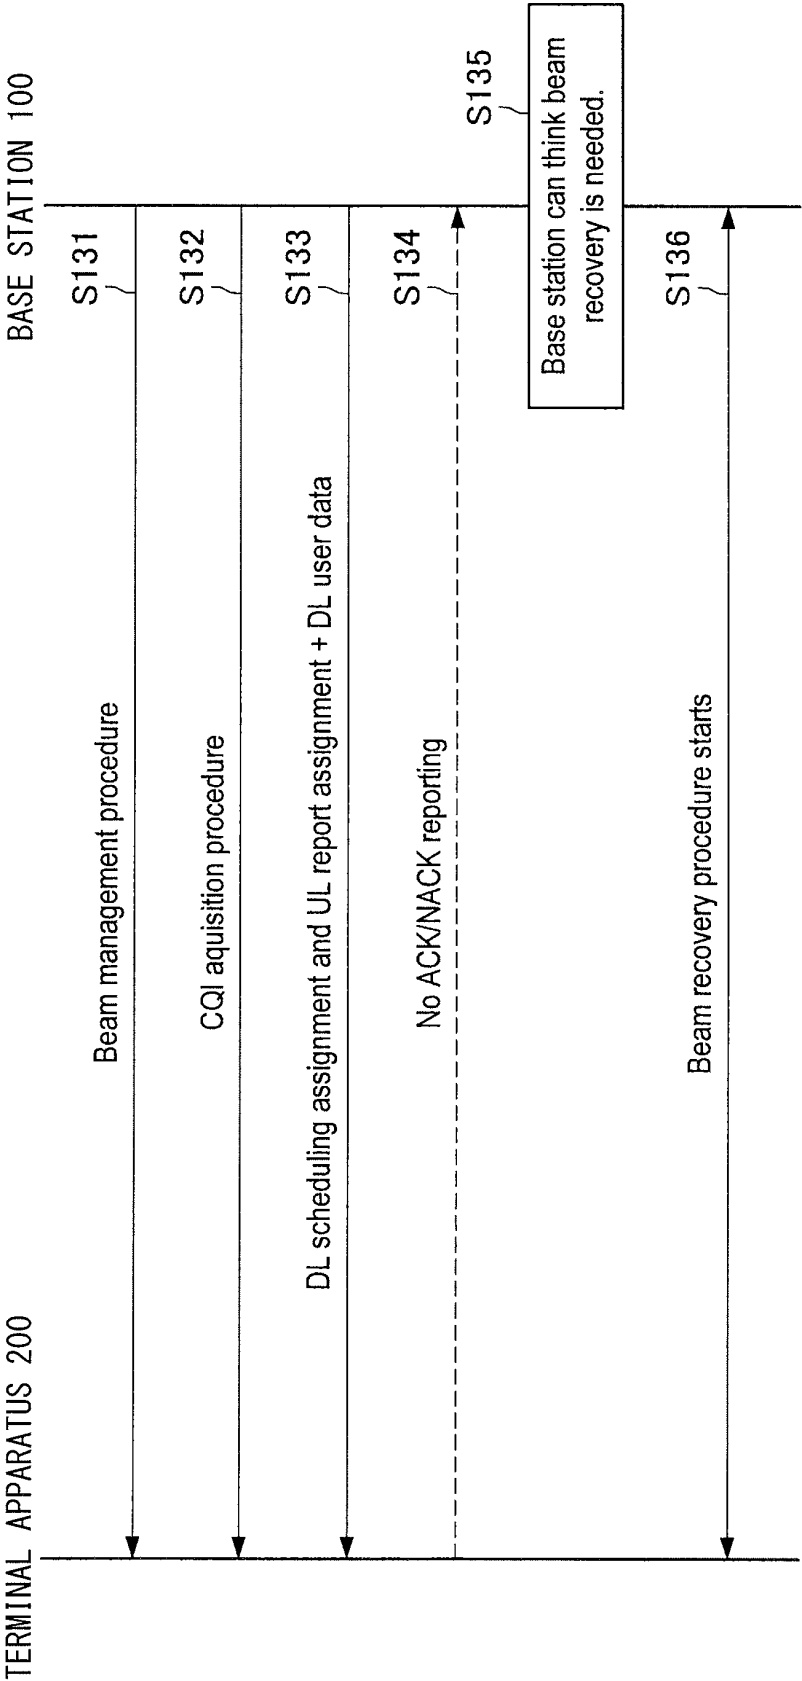 TERMINAL APPARATUS 200
BASE STATION 100
S131
Beam management procedure
S132
CQI aquisition procedure
S133
DL scheduling assignment and UL report assignment + DL user data
S134
No ACK/NACK reporting
S135
Base station can think beam
recovery is needed.
S136
Beam recovery procedure starts